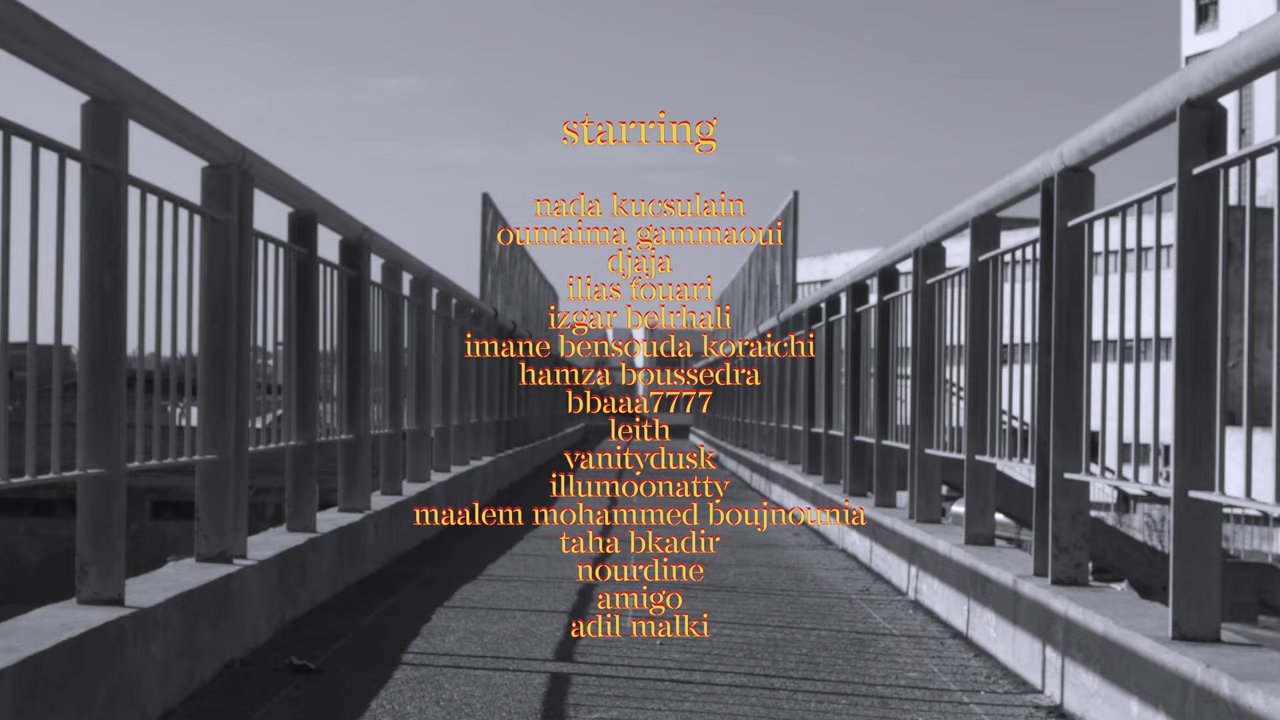 starring
nada kucsulain
oumaima gammaoui
djaja
ilias fouari
izgar belrhali
imane bensouda koraichi
hamza boussedra
bbaaa7777
leith
vanitydusk
illumoonatty
maalem mohammed boujnounia
taha bkadir
nourdine
amigo
adil malki